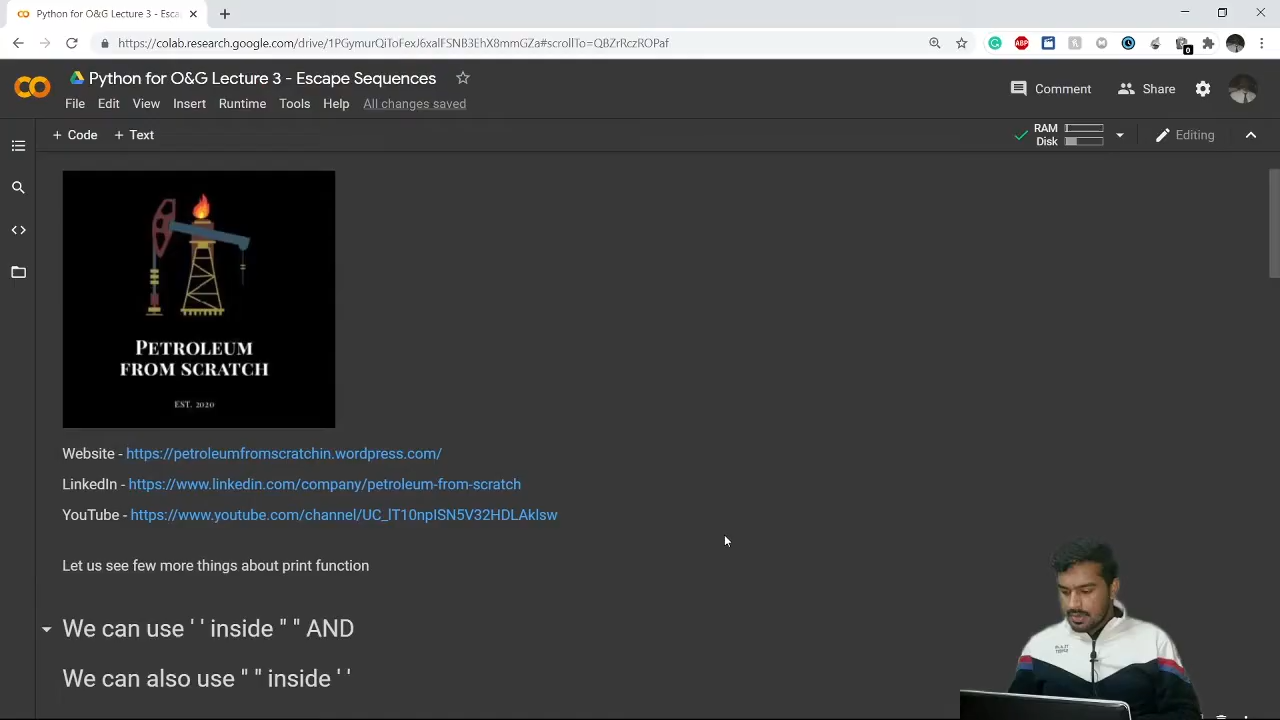 Python for O&G Lecture 3 - Esca
https://colab.research.google.com/drive/1PGymuuQiToFexJ6xalFSNB3EbX8rmnGZa#scrollTo=QBZrRczROPaf
ABP
0
Python for O&G Lecture 3 - Escape Sequences
File Edit View Insert Runtime Tools Help All changes saved
Comment Share
+ Code + Text
RAM
Disk
Editing
PETROLEUM
FROM SCRATCH
EST. 2020
Website - https://petroleumfromscratchin.wordpress.com/
LinkedIn - https://www.linkedin.com/company/petroleum-from-scratch
YouTube - https://www.youtube.com/channel/UC_lT10npISN5V32HDLAklsw
Let us see few more things about print function
We can use ' ' inside " " AND
We can also use " " inside ' '